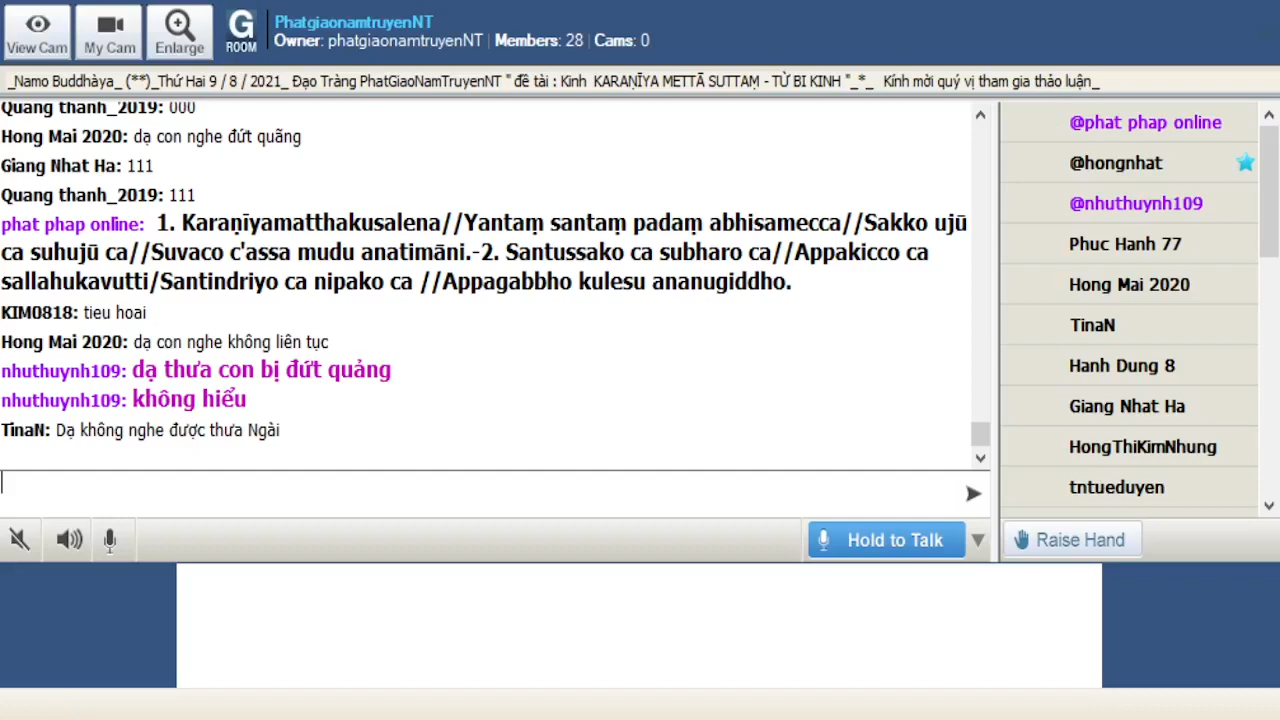 View Cam
My Cam
Enlarge
G
ROOM
PhatgiaonamtruyenNT
Owner: phatgiaonamtruyenNT | Members: 28 | Cams: 0
_Namo Buddhàya_ (**)_Thứ Hai 9 / 8 / 2021_ Đạo Tràng PhatGiaoNamTruyenNT " đề tài : Kinh KARAṆĪYA METTĀ SUTTAṂ - TỪ BI KINH "_*_ Kính mời quý vị tham gia thảo luận_
Quang thanh_2019: 000
Hong Mai 2020: dạ con nghe đứt quãng
Giang Nhat Ha: 111
Quang thanh_2019: 111
phat phap online: 1. Karaṇīyamatthakusalena//Yantaṃ santaṃ padaṃ abhisamecca//Sakko ujū
ca suhujū ca//Suvaco c'assa mudu anatimāni.-2. Santussako ca subharo ca//Appakicco ca
sallahukavutti/Santindriyo ca nipako ca //Appagabbho kulesu ananugiddho.
KIM0818: tieu hoai
Hong Mai 2020: dạ con nghe không liên tục
nhuthuynh109: dạ thưa con bị đứt quảng
nhuthuynh109: không hiểu
TinaN: Dạ không nghe được thưa Ngài
Hold to Talk
@phat phap online
@hongnhat
@nhuthuynh109
Phuc Hanh 77
Hong Mai 2020
TinaN
Hanh Dung 8
Giang Nhat Ha
HongThiKimNhung
tntueduyen
Raise Hand